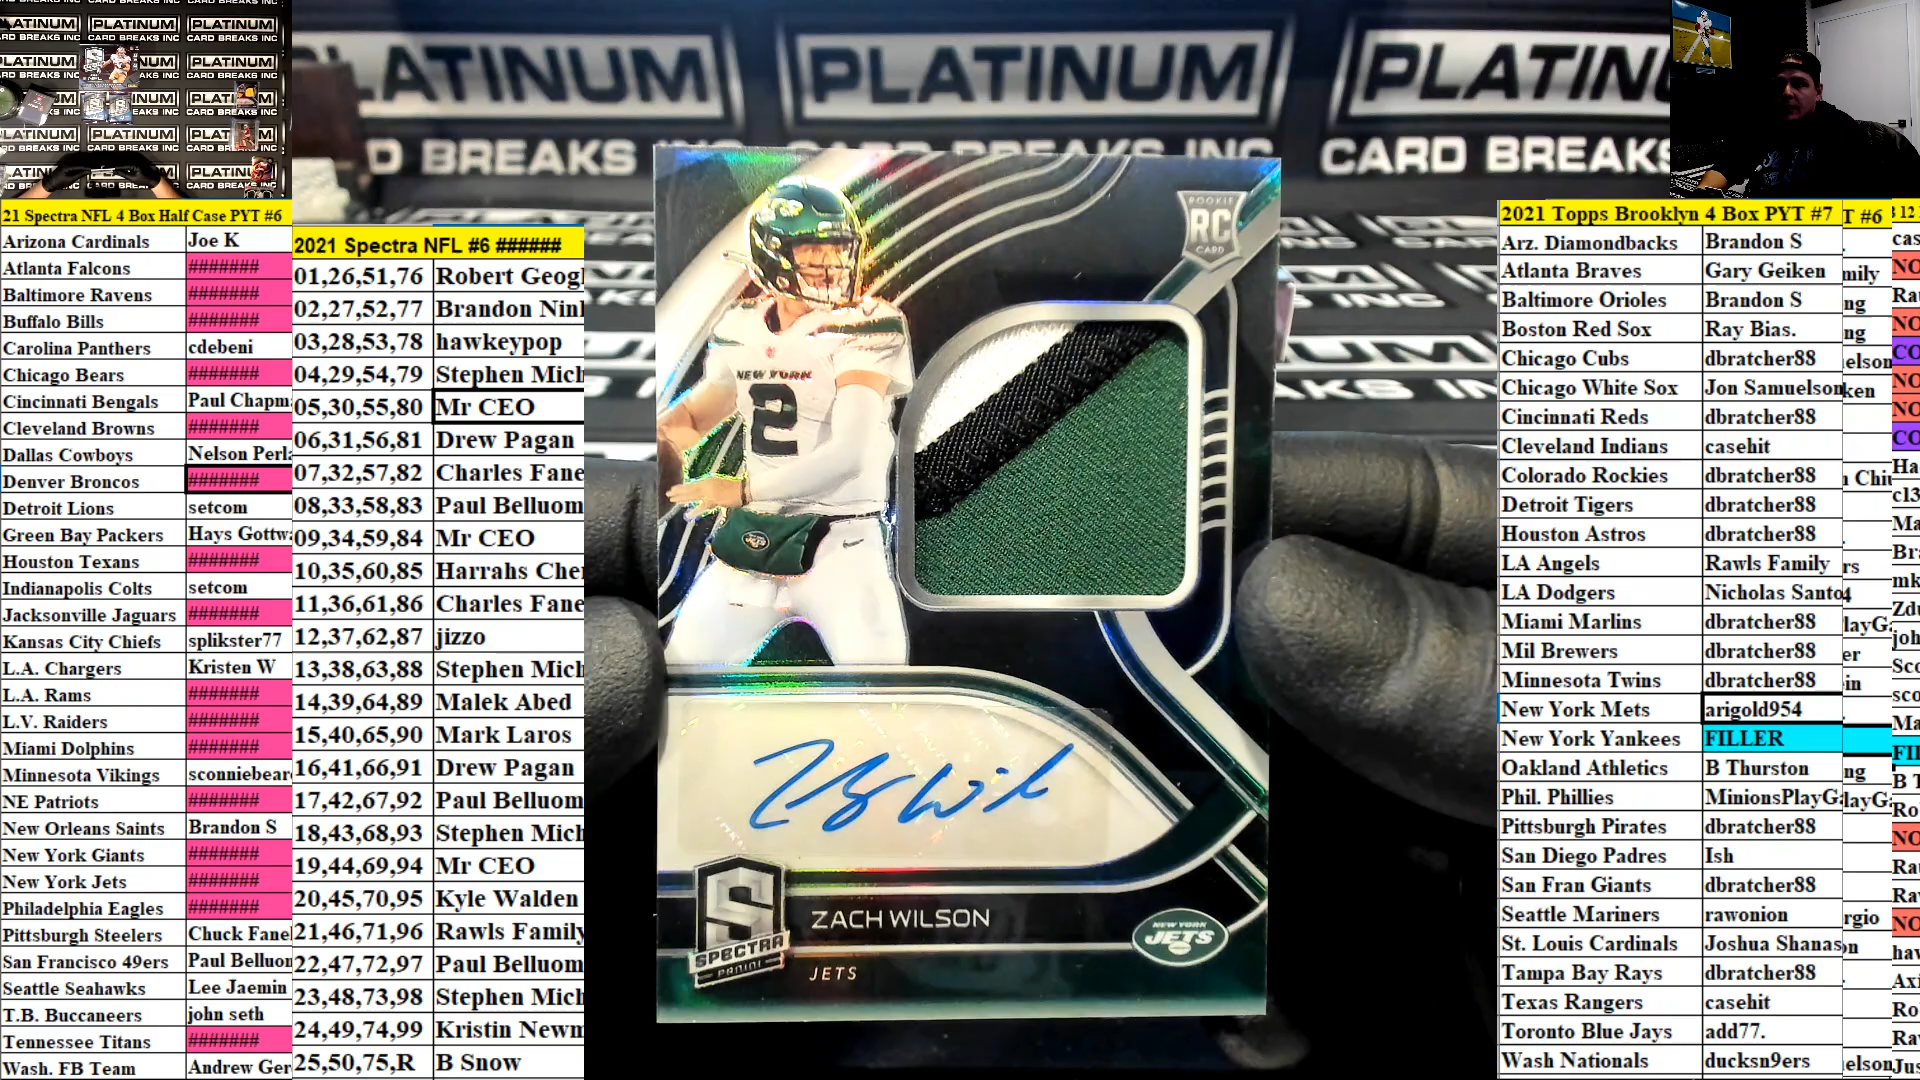 PLATINUM PLATINUM PLATINUM
CARD BREAKS INC CARD BREAKS INC CARD BREAKS
21 Spectra NFL 4 Box Half Case PYT #6
Arizona Cardinals Joe K
Atlanta Falcons #######
Baltimore Ravens #######
Buffalo Bills #######
Carolina Panthers cdebeni
Chicago Bears #######
Cincinnati Bengals Paul Chapm
Cleveland Browns #######
Dallas Cowboys Nelson Perla
Denver Broncos #######
Detroit Lions setcom
Green Bay Packers Hays Gottwa
Houston Texans #######
Indianapolis Colts setcom
Jacksonville Jaguars #######
Kansas City Chiefs splikster77
L.A. Chargers Kristen W
L.A. Rams #######
L.V. Raiders #######
Miami Dolphins #######
Minnesota Vikings sconniebear
NE Patriots #######
New Orleans Saints Brandon S
New York Giants #######
New York Jets #######
Philadelphia Eagles #######
Pittsburgh Steelers Chuck Fanel
San Francisco 49ers Paul Belluon
Seattle Seahawks Lee Jaemin
T.B. Buccaneers john seth
Tennessee Titans #######
Wash. FB Team Andrew Ger
2021 Spectra NFL #6 ######
01,26,51,76 Robert Geogl
02,27,52,77 Brandon Nin
03,28,53,78 hawkeypop
04,29,54,79 Stephen Mich
05,30,55,80 Mr CEO
06,31,56,81 Drew Pagan
07,32,57,82 Charles Fane
08,33,58,83 Paul Belluom
09,34,59,84 Mr CEO
10,35,60,85 Harrahs Cher
11,36,61,86 Charles Fane
12,37,62,87 jizzo
13,38,63,88 Stephen Mich
14,39,64,89 Malek Abed
15,40,65,90 Mark Laros
16,41,66,91 Drew Pagan
17,42,67,92 Paul Belluom
18,43,68,93 Stephen Mich
19,44,69,94 Mr CEO
20,45,70,95 Kyle Walden
21,46,71,96 Rawls Family
22,47,72,97 Paul Belluom
23,48,73,98 Stephen Mich
24,49,74,99 Kristin Newm
25,50,75,R B Snow
ROOKIE
RC
CARD
NEW YORK
2
JETS
SPECTRA
PANINI
ZACH WILSON
JETS
NEW YORK
JETS
2021 Topps Brooklyn 4 Box PYT #7
Arz. Diamondbacks Brandon S
Atlanta Braves Gary Geiken
Baltimore Orioles Brandon S
Boston Red Sox Ray Bias.
Chicago Cubs dbratcher88
Chicago White Sox Jon Samuelson
Cincinnati Reds dbratcher88
Cleveland Indians casehit
Colorado Rockies dbratcher88
Detroit Tigers dbratcher88
Houston Astros dbratcher88
LA Angels Rawls Family
LA Dodgers Nicholas Santo
Miami Marlins dbratcher88
Mil Brewers dbratcher88
Minnesota Twins dbratcher88
New York Mets arigold954
New York Yankees FILLER
Oakland Athletics B Thurston
Phil. Phillies MinionsPlayGa
Pittsburgh Pirates dbratcher88
San Diego Padres Ish
San Fran Giants dbratcher88
Seattle Mariners rawonion
St. Louis Cardinals Joshua Shanas
Tampa Bay Rays dbratcher88
Texas Rangers casehit
Toronto Blue Jays add77.
Wash Nationals ducksn9ers